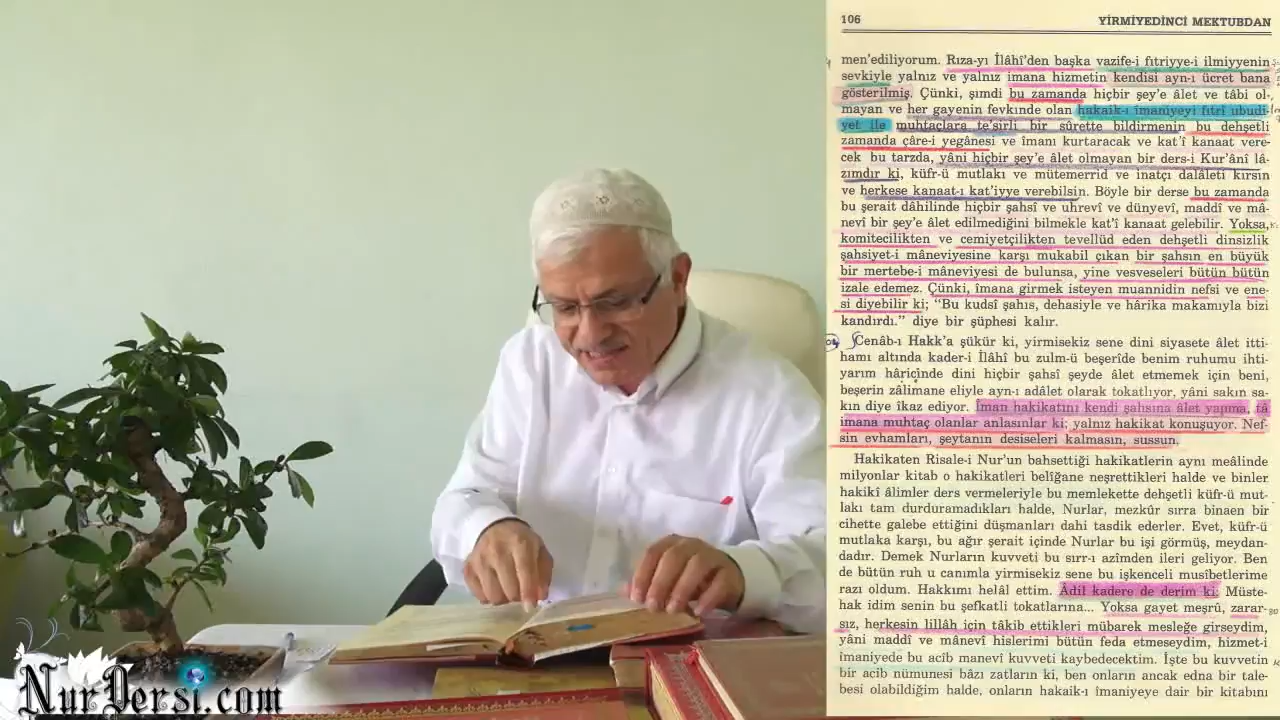 106 YİRMİYEDİNCİ MEKTUBDAN
men'ediliyorum. Rıza-yı İlâhî'den başka vazife-i fıtriyye-i ilmiyyenin
sevkiyle yalnız ve yalnız imana hizmetin kendisi ayn-ı ücret bana
gösterilmiş. Çünki, şimdi bu zamanda hiçbir şey'e âlet ve tâbi ol-
mayan ve her gayenin fevkinde olan hakaik-ı îmaniyeyi fıtrî ubudi-
yet ile muhtaçlara te'sirli bir sûrette bildirmenin bu dehşetli
zamanda çâre-i yegânesi ve îmanı kurtaracak ve kat'î kanaat vere-
cek bu tarzda, yâni hiçbir şey'e âlet olmayan bir ders-i Kur'ânî lâ-
zımdır ki, küfr-ü mutlakı ve mütemerrid ve inatçı dalâleti kırsın
ve herkese kanaat-ı kat'iyye verebilsin. Böyle bir derse bu zamanda
bu şerait dâhilinde hiçbir şahsî ve uhrevî ve dünyevî, maddî ve mâ-
nevî bir şey'e âlet edilmediğini bilmekle kat'î kanaat gelebilir. Yoksa,
komitecilikten ve cemiyetçilikten tevellüd eden dehşetli dinsizlik
şahsiyet-i mâneviyesine karşı mukabil çıkan bir şahsın en büyük
bir mertebe-i mâneviyesi de bulunsa, yine vesveseleri bütün bütün
izale edemez. Çünki, îmana girmek isteyen muannidin nefsi ve ene-
si diyebilir ki; "Bu kudsî şahıs, dehasiyle ve hârika makamıyla bizi
kandırdı." diye bir şüphesi kalır.
Cenâb-ı Hakk'a şükür ki, yirmisekiz sene dini siyasete âlet itti-
hamı altında kader-i İlâhî bu zulm-ü beşerîde benim ruhumu ihti-
yarım hâricinde dini hiçbir şahsî şeyde âlet etmemek için beni,
beşerin zâlimane eliyle ayn-ı adâlet olarak tokatlıyor, yâni sakın sa-
kın diye îkaz ediyor. Îman hakikatını kendi şahsına âlet yapma, tâ
imana muhtaç olanlar anlasınlar ki; yalnız hakikat konuşuyor. Nef-
sin evhamları, şeytanın desiseleri kalmasın, sussun.
Hakikaten Risale-i Nur'un bahsettiği hakikatlerin aynı meâlinde
milyonlar kitab o hakikatleri belîğane neşrettikleri halde ve binler
hakikî âlimler ders vermeleriyle bu memlekette dehşetli küfr-ü mut-
lakı tam durduramadıkları halde, Nurlar, mezkûr sırra binaen bir
cihette galebe ettiğini düşmanları dahi tasdik ederler. Evet, küfr-ü
mutlaka karşı, bu ağır şerait içinde Nurlar bu işi görmüş, meydan-
dadır. Demek Nurların kuvveti bu sırr-ı azîmden ileri geliyor. Ben
de bütün ruh u canımla yirmisekiz sene bu işkenceli musîbetlerime
razı oldum. Hakkımı helâl ettim. Âdil kadere de derim ki: Müste-
hak idim senin bu şefkatli tokatlarına... Yoksa gayet meşrû, zarar-
sız, herkesin lillâh için tâkib ettikleri mübarek mesleğe girseydim,
yâni maddî ve mânevî hislerimi bütün feda etmeseydim, hizmet-i
îmaniyede bu acîb manevî kuvveti kaybedecektim. İşte bu kuvvetin
bir acib nümunesi bâzı zatların ki, ben onların ancak edna bir tale-
besi olabildiğim halde, onların hakaik-ı îmaniyeye dair bir kitabını
NurDersi.com